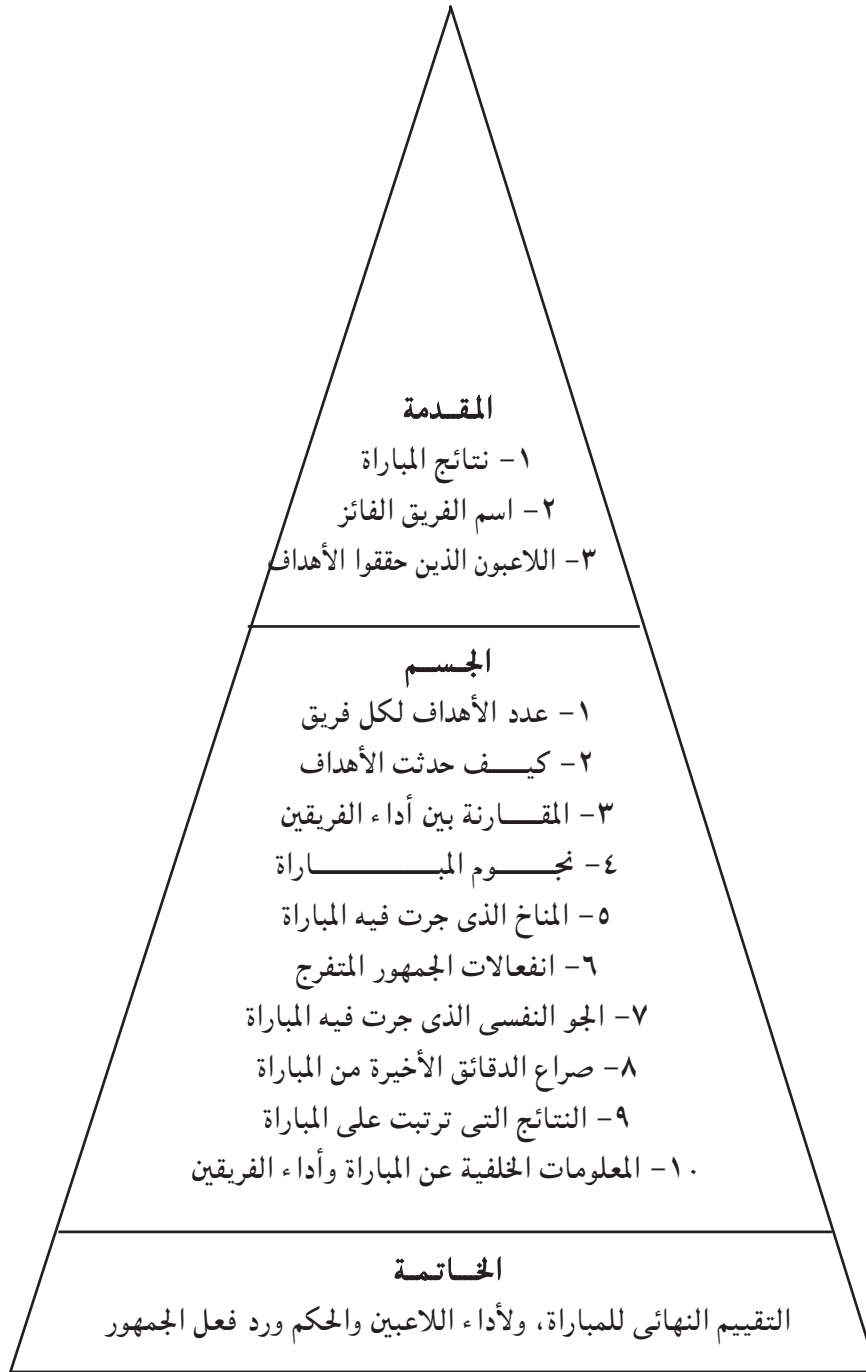 المقدمة
١- نتائج المباراة
٢- اسم الفريق الفائز
٣- اللاعبون الذين حققوا الأهداف
الجسم
١- عدد الأهداف لكل فريق
٢- كيف حدثت الأهداف
٣- المقارنة بين أداء الفريقين
٤- نجوم المباراة
٥- المناخ الذى جرت فيه المباراة
٦- انفعالات الجمهور المتفرج
٧- الجو النفسى الذى جرت فيه المباراة
٨- صراع الدقائق الأخيرة من المباراة
٩- النتائج التى ترتبت على المباراة
١٠- المعلومات الخلفية عن المباراة وأداء الفريقين
الخاتمة
التقييم النهائى للمباراة، ولأداء اللاعبين والحكم ورد فعل الجمهور